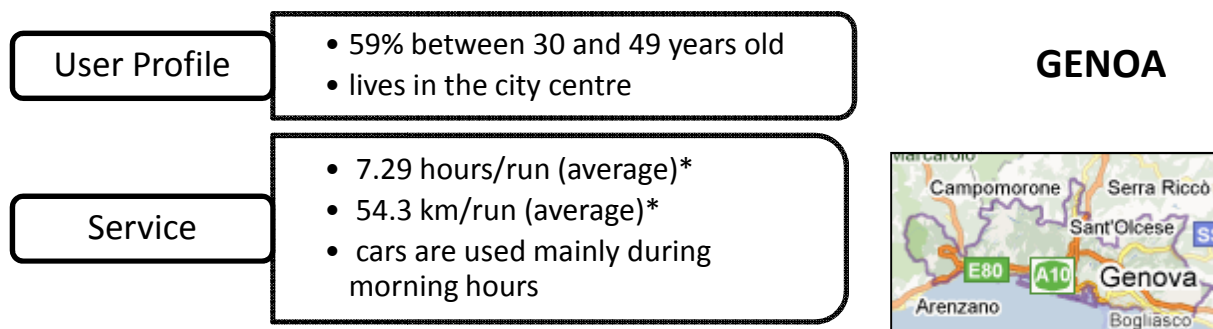 User Profile
• 59% between 30 and 49 years old
• lives in the city centre
GENOA
Service
• 7.29 hours/run (average)*
• 54.3 km/run (average)*
• cars are used mainly during
morning hours
Campomorone
Serra Riccò
Sant'Olcese
E80
A10
Genova
Arenzano
Bogliasco